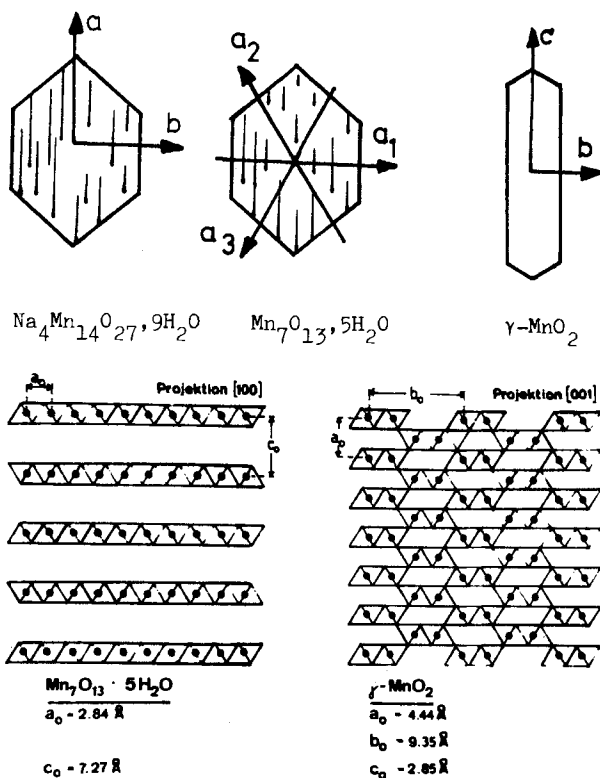 a
b
a2
a1
a3
c
b
Na4Mn14O27,9H2O
Mn7O13,5H2O
γ-MnO2
a₀
Projektion [100]
c₀
b₀
Projektion [001]
a₀
Mn7O13 · 5H2O
a₀ - 2.84 Å
c₀ - 7.27 Å
γ-MnO2
a₀ - 4.44 Å
b₀ - 9.35 Å
c₀ - 2.85 Å